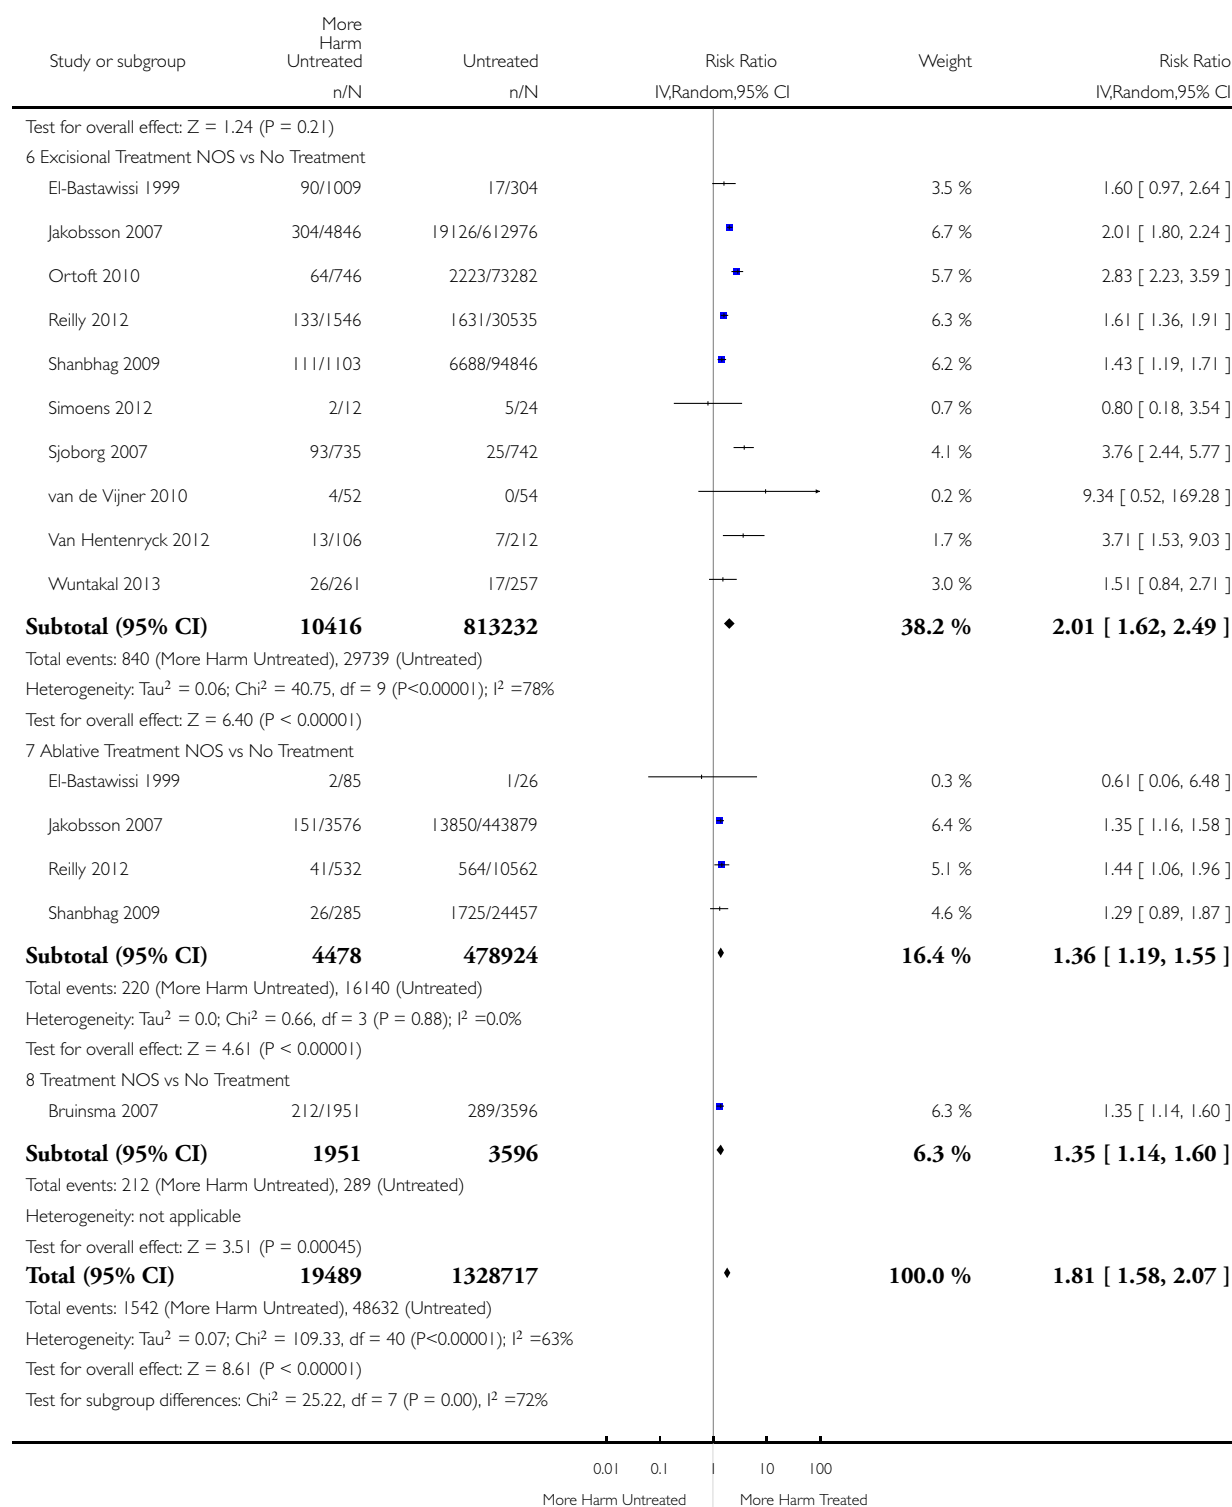 More
Harm
Study or subgroup Untreated Untreated Risk Ratio Weight Risk Ratio
n/N n/N IV,Random,95% CI IV,Random,95% CI
Test for overall effect: Z = 1.24 (P = 0.21)
6 Excisional Treatment NOS vs No Treatment
El-Bastawissi 1999 90/1009 17/304 3.5 % 1.60 [ 0.97, 2.64 ]
Jakobsson 2007 304/4846 19126/612976 6.7 % 2.01 [ 1.80, 2.24 ]
Ortoft 2010 64/746 2223/73282 5.7 % 2.83 [ 2.23, 3.59 ]
Reilly 2012 133/1546 1631/30535 6.3 % 1.61 [ 1.36, 1.91 ]
Shanbhag 2009 111/1103 6688/94846 6.2 % 1.43 [ 1.19, 1.71 ]
Simoens 2012 2/12 5/24 0.7 % 0.80 [ 0.18, 3.54 ]
Sjoborg 2007 93/735 25/742 4.1 % 3.76 [ 2.44, 5.77 ]
van de Vijner 2010 4/52 0/54 0.2 % 9.34 [ 0.52, 169.28 ]
Van Hentenryck 2012 13/106 7/212 1.7 % 3.71 [ 1.53, 9.03 ]
Wuntakal 2013 26/261 17/257 3.0 % 1.51 [ 0.84, 2.71 ]
Subtotal (95% CI) 10416 813232 38.2 % 2.01 [ 1.62, 2.49 ]
Total events: 840 (More Harm Untreated), 29739 (Untreated)
Heterogeneity: Tau² = 0.06; Chi² = 40.75, df = 9 (P<0.00001); I² =78%
Test for overall effect: Z = 6.40 (P < 0.00001)
7 Ablative Treatment NOS vs No Treatment
El-Bastawissi 1999 2/85 1/26 0.3 % 0.61 [ 0.06, 6.48 ]
Jakobsson 2007 151/3576 13850/443879 6.4 % 1.35 [ 1.16, 1.58 ]
Reilly 2012 41/532 564/10562 5.1 % 1.44 [ 1.06, 1.96 ]
Shanbhag 2009 26/285 1725/24457 4.6 % 1.29 [ 0.89, 1.87 ]
Subtotal (95% CI) 4478 478924 16.4 % 1.36 [ 1.19, 1.55 ]
Total events: 220 (More Harm Untreated), 16140 (Untreated)
Heterogeneity: Tau² = 0.0; Chi² = 0.66, df = 3 (P = 0.88); I² =0.0%
Test for overall effect: Z = 4.61 (P < 0.00001)
8 Treatment NOS vs No Treatment
Bruinsma 2007 212/1951 289/3596 6.3 % 1.35 [ 1.14, 1.60 ]
Subtotal (95% CI) 1951 3596 6.3 % 1.35 [ 1.14, 1.60 ]
Total events: 212 (More Harm Untreated), 289 (Untreated)
Heterogeneity: not applicable
Test for overall effect: Z = 3.51 (P = 0.00045)
Total (95% CI) 19489 1328717 100.0 % 1.81 [ 1.58, 2.07 ]
Total events: 1542 (More Harm Untreated), 48632 (Untreated)
Heterogeneity: Tau² = 0.07; Chi² = 109.33, df = 40 (P<0.00001); I² =63%
Test for overall effect: Z = 8.61 (P < 0.00001)
Test for subgroup differences: Chi² = 25.22, df = 7 (P = 0.00), I² =72%
0.01 0.1 1 10 100
More Harm Untreated More Harm Treated